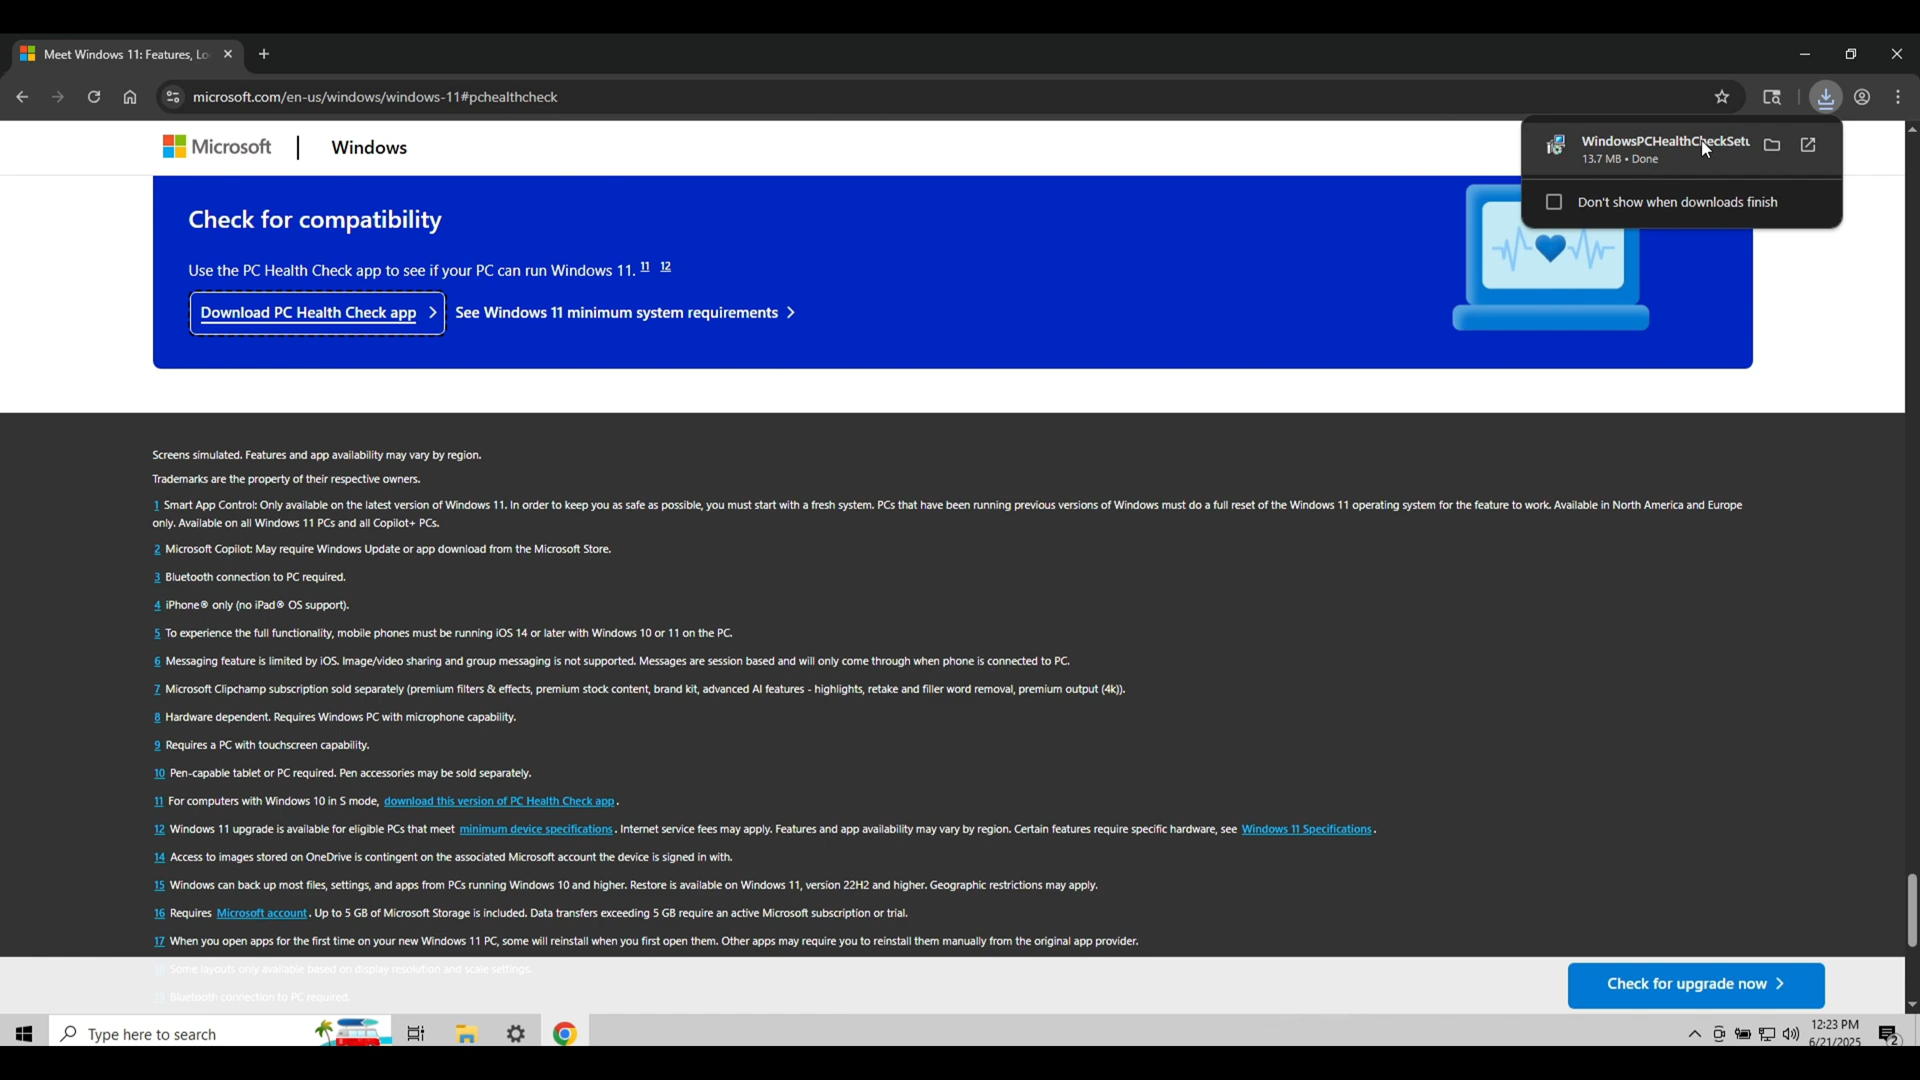 Meet Windows 11: Features, Lo
microsoft.com/en-us/windows/windows-11#pchealthcheck
Microsoft
Windows
WindowsPCHealthCheckSetu
13.7 MB • Done
Don't show when downloads finish
Check for compatibility
Use the PC Health Check app to see if your PC can run Windows 11. 11 12
Download PC Health Check app
See Windows 11 minimum system requirements
Screens simulated. Features and app availability may vary by region.
Trademarks are the property of their respective owners.
1 Smart App Control: Only available on the latest version of Windows 11. In order to keep you as safe as possible, you must start with a fresh system. PCs that have been running previous versions of Windows must do a full reset of the Windows 11 operating system for the feature to work. Available in North America and Europe
only. Available on all Windows 11 PCs and all Copilot+ PCs.
2 Microsoft Copilot: May require Windows Update or app download from the Microsoft Store.
3 Bluetooth connection to PC required.
4 iPhone® only (no iPad® OS support).
5 To experience the full functionality, mobile phones must be running iOS 14 or later with Windows 10 or 11 on the PC.
6 Messaging feature is limited by iOS. Image/video sharing and group messaging is not supported. Messages are session based and will only come through when phone is connected to PC.
7 Microsoft Clipchamp subscription sold separately (premium filters & effects, premium stock content, brand kit, advanced AI features - highlights, retake and filler word removal, premium output (4k)).
8 Hardware dependent. Requires Windows PC with microphone capability.
9 Requires a PC with touchscreen capability.
10 Pen-capable tablet or PC required. Pen accessories may be sold separately.
11 For computers with Windows 10 in S mode, download this version of PC Health Check app.
12 Windows 11 upgrade is available for eligible PCs that meet minimum device specifications. Internet service fees may apply. Features and app availability may vary by region. Certain features require specific hardware, see Windows 11 Specifications.
14 Access to images stored on OneDrive is contingent on the associated Microsoft account the device is signed in with.
15 Windows can back up most files, settings, and apps from PCs running Windows 10 and higher. Restore is available on Windows 11, version 22H2 and higher. Geographic restrictions may apply.
16 Requires Microsoft account. Up to 5 GB of Microsoft Storage is included. Data transfers exceeding 5 GB require an active Microsoft subscription or trial.
17 When you open apps for the first time on your new Windows 11 PC, some will reinstall when you first open them. Other apps may require you to reinstall them manually from the original app provider.
Some layouts only available based on display resolution and scale settings.
Bluetooth connection to PC required.
Check for upgrade now
Type here to search
12:23 PM
6/21/2025
2